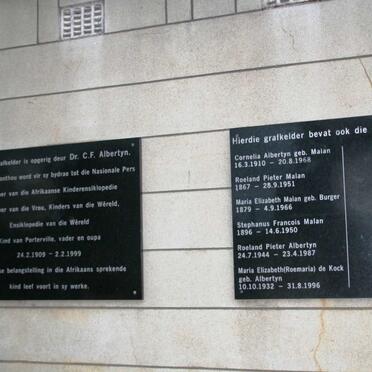 grafkelder is opgerig deur Dr. C.F. Albertyn.
onthou word vir sy bydrae tot die Nasionale Pers
van die Afrikaanse Kinderensiklopedie
van die Vrou, Kinders van die Wêreld,
Ensiklopedie van die Wêreld
Kind van Porterville, vader en oupa
24.2.1909 - 2.2.1999
belangstelling in die Afrikaans sprekende
kind leef voort in sy werke.
Hierdie grafkelder bevat ook die
Cornelia Albertyn geb. Malan
16.3.1910 - 20.8.1968
Roeland Pieter Malan
1867 - 28.9.1951
Maria Elizabeth Malan geb. Burger
1879 - 4.9.1966
Stephanus Francois Malan
1896 - 14.6.1950
Roeland Pieter Albertyn
24.7.1944 - 23.4.1987
Maria Elizabeth(Roemaria) de Kock
geb. Albertyn
10.10.1932 - 31.8.1996